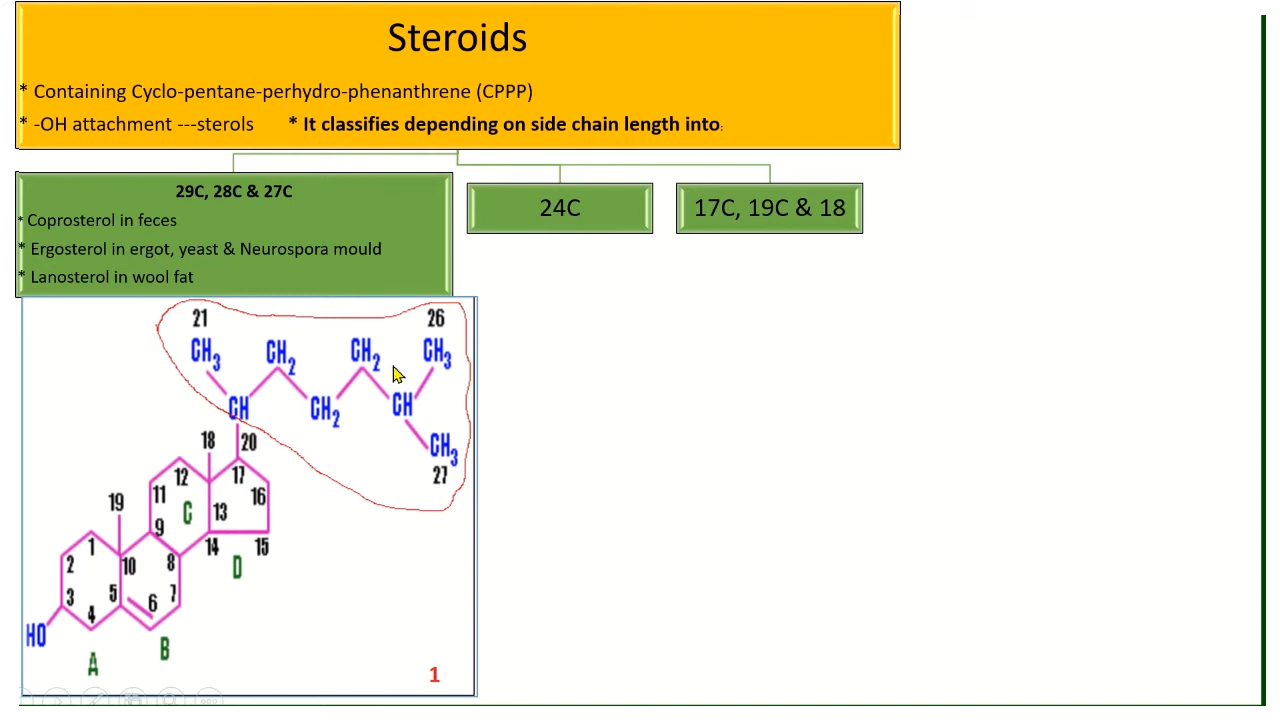 Steroids
* Containing Cyclo-pentane-perhydro-phenanthrene (CPPP)
* -OH attachment ---sterols * It classifies depending on side chain length into:
29C, 28C & 27C
* Coprosterol in feces
* Ergosterol in ergot, yeast & Neurospora mould
* Lanosterol in wool fat
24C
17C, 19C & 18
21 26
CH3 CH2 CH2 CH3
CH CH2 CH
CH3
27
18 20
12 17
11 16
19 C 13
9
1 14 15
2 10 8 D
3 5 6 7
4
HO
A B
1